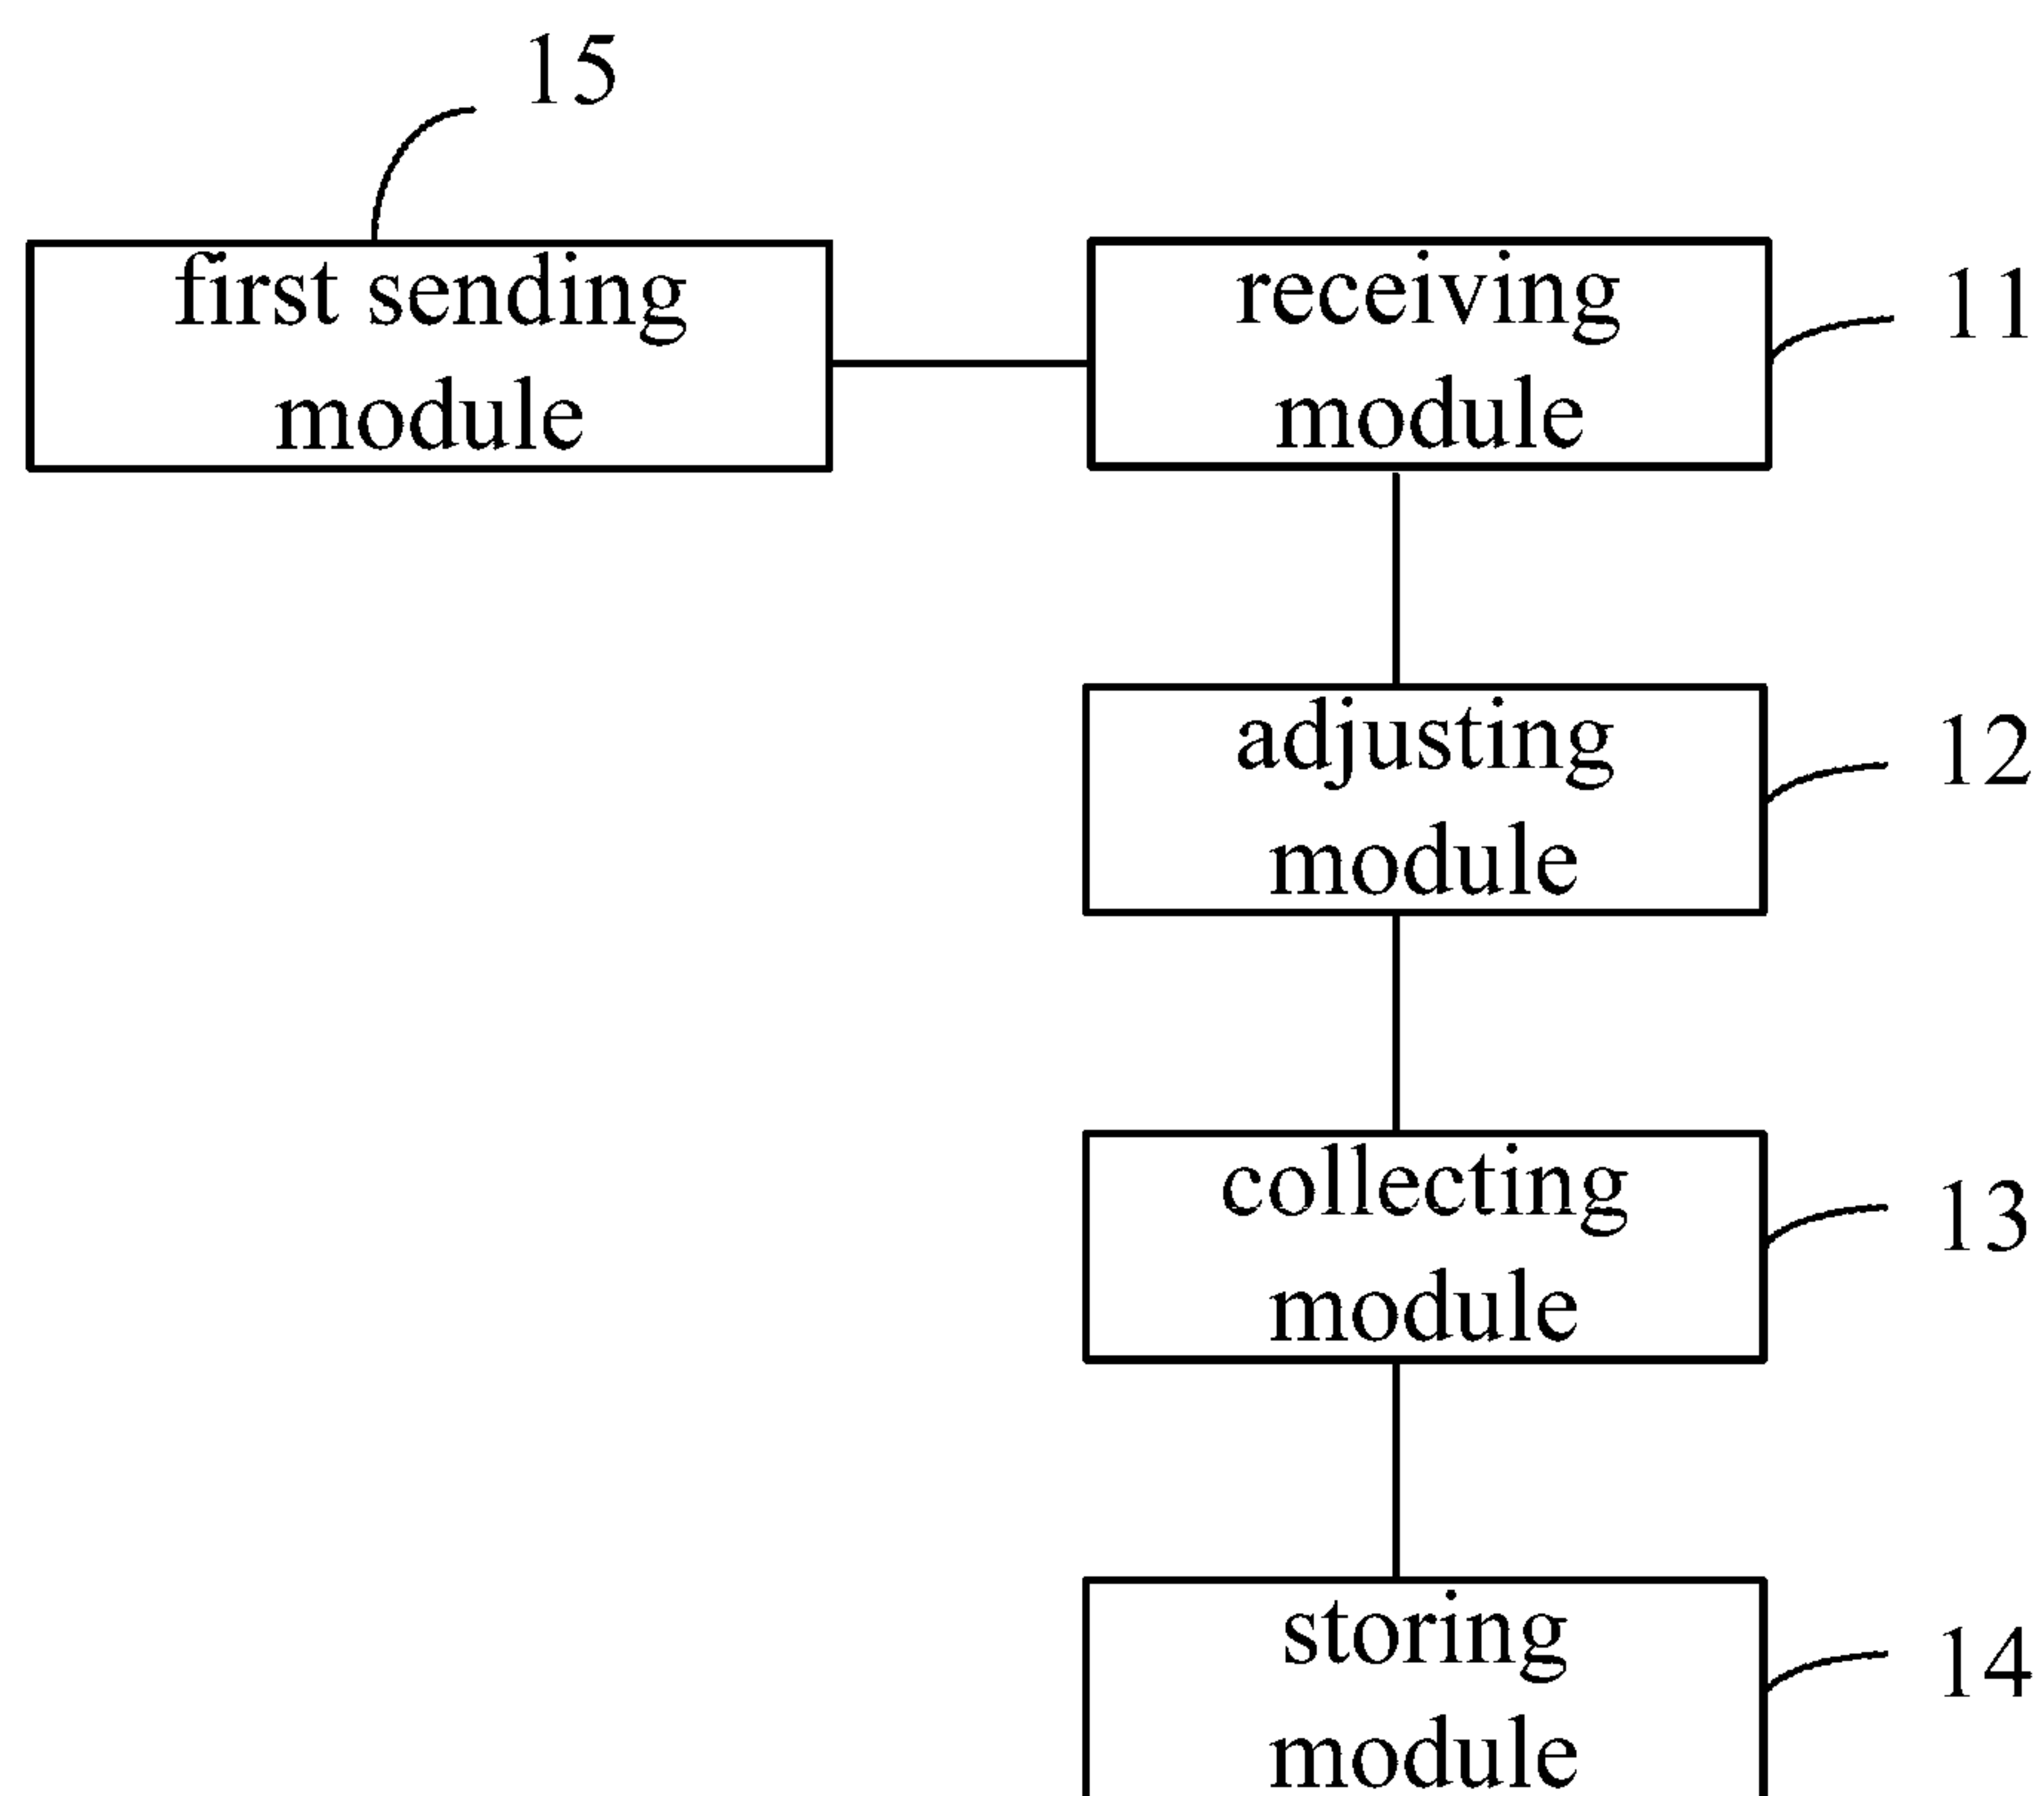 15
first sending
module
receiving
module
11
adjusting
module
12
collecting
module
13
storing
module
14